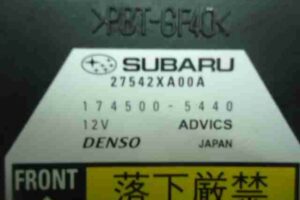 >PBT-GF40<
SUBARU
27542XA00A
174500-5440
12V ADVICS
DENSO JAPAN
FRONT 落下厳禁